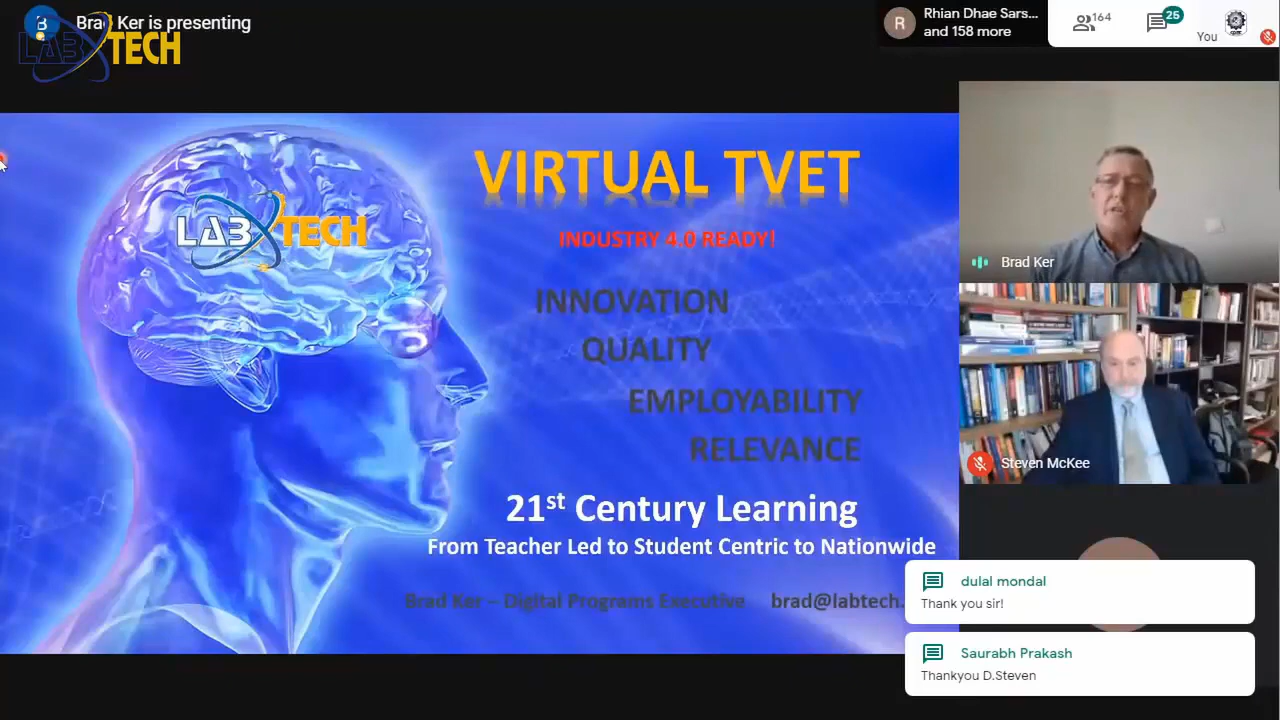 B
Brad Ker is presenting
LABTECH
R
Rhian Dhae Sars...
and 158 more
164
25
You
LABTECH
VIRTUAL TVET
INDUSTRY 4.0 READY!
INNOVATION
QUALITY
EMPLOYABILITY
RELEVANCE
21st Century Learning
From Teacher Led to Student Centric to Nationwide
Brad Ker – Digital Programs Executive brad@labtech.
Brad Ker
Steven McKee
dulal mondal
Thank you sir!
Saurabh Prakash
Thankyou D.Steven